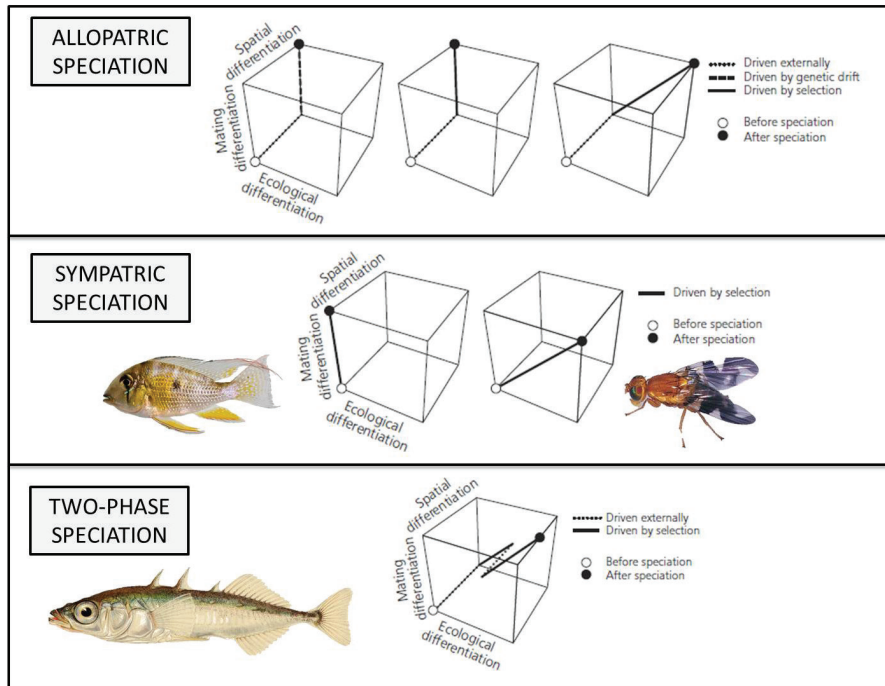 ALLOPATRIC
SPECIATION
Spatial
differentiation
Mating
differentiation
Ecological
differentiation
Driven externally
Driven by genetic drift
Driven by selection
Before speciation
After speciation
SYMPATRIC
SPECIATION
Spatial
differentiation
Mating
differentiation
Ecological
differentiation
Driven by selection
Before speciation
After speciation
TWO-PHASE
SPECIATION
Spatial
differentiation
Mating
differentiation
Ecological
differentiation
Driven externally
Driven by selection
Before speciation
After speciation